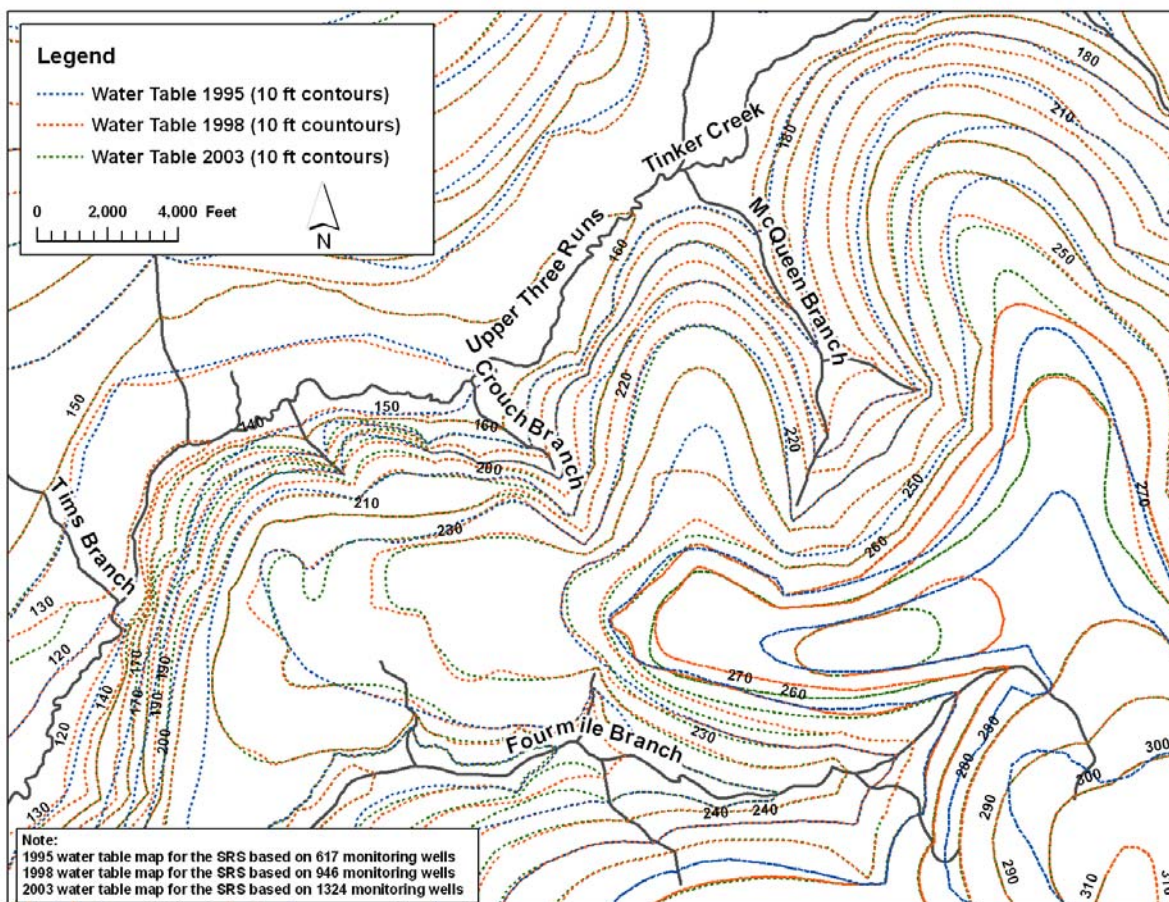 Legend
Water Table 1995 (10 ft contours)
Water Table 1998 (10 ft countours)
Water Table 2003 (10 ft contours)
0 2,000 4,000 Feet
N
180
210
180
Tinker Creek
McQueen Branch
160
Upper Three Runs
250
Crouch Branch
220
150
150
140
160
220
200
210
250
270
230
260
Tims Branch
130
120
170
190
140
170
190
200
120
130
270
260
230
Fourmile Branch
280
280
300
300
290
240
240
290
310
310
Note:
1995 water table map for the SRS based on 617 monitoring wells
1998 water table map for the SRS based on 946 monitoring wells
2003 water table map for the SRS based on 1324 monitoring wells